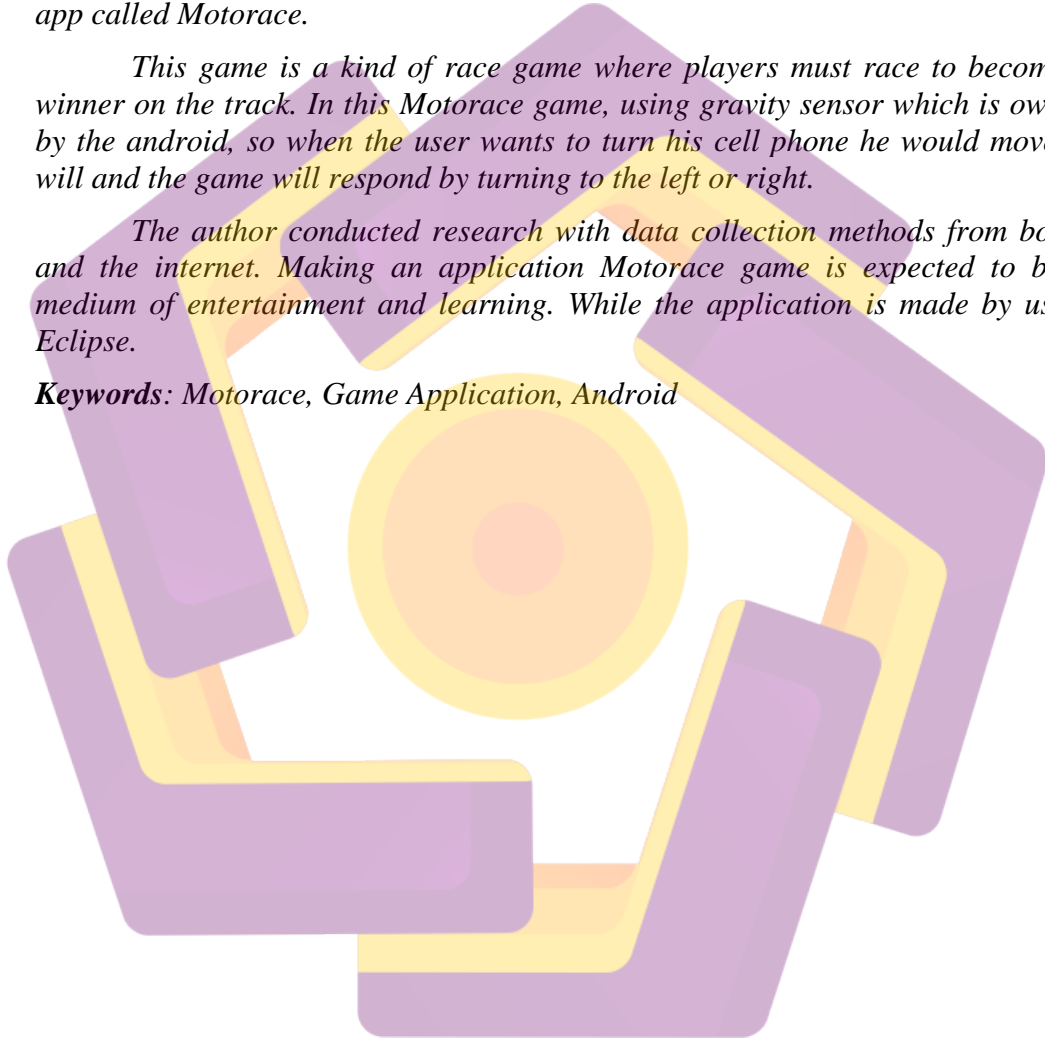 app called Motorace.
This game is a kind of race game where players must race to becom
winner on the track. In this Motorace game, using gravity sensor which is ow
by the android, so when the user wants to turn his cell phone he would mov
will and the game will respond by turning to the left or right.
The author conducted research with data collection methods from bo
and the internet. Making an application Motorace game is expected to b
medium of entertainment and learning. While the application is made by us
Eclipse.
Keywords: Motorace, Game Application, Android